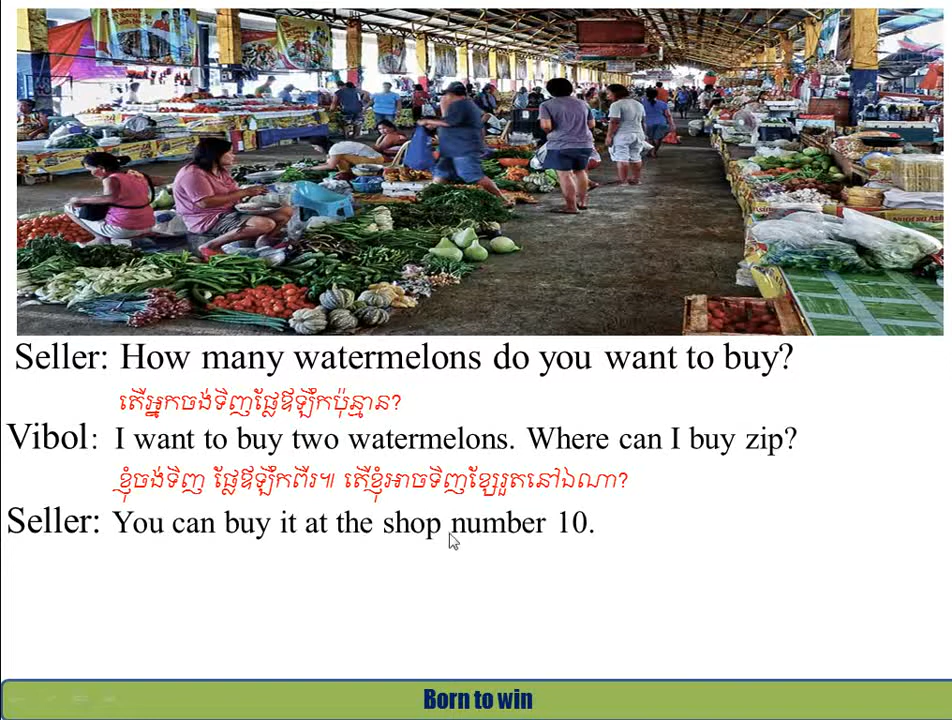 Seller: How many watermelons do you want to buy?
តើអ្នកចង់ទិញផ្លែឪឡឹកប៉ុន្មាន?
Vibol: I want to buy two watermelons. Where can I buy zip?
ខ្ញុំចង់ទិញ ផ្លែឪឡឹកពីរ៕ តើខ្ញុំអាចទិញខ្សែរូតនៅឯណា?
Seller: You can buy it at the shop number 10.
Born to win